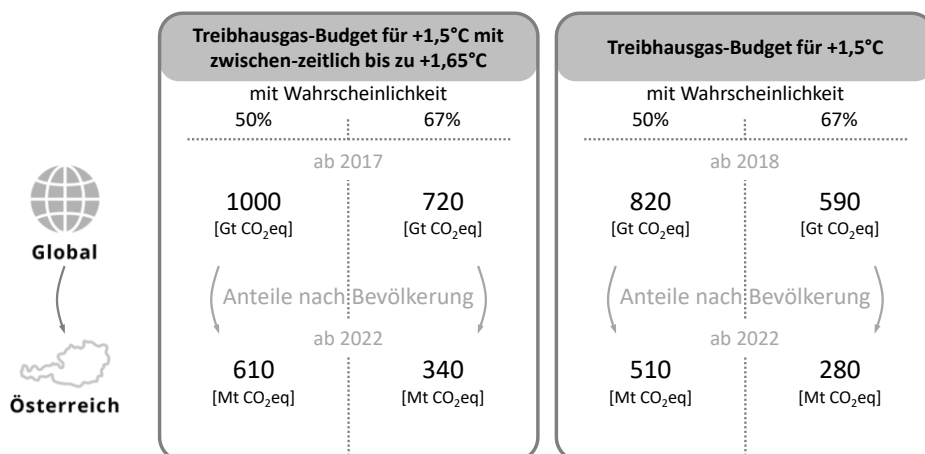 Treibhausgas-Budget für +1,5°C mit
zwischen-zeitlich bis zu +1,65°C
mit Wahrscheinlichkeit
50% 67%
ab 2017
1000 720
[Gt CO₂eq] [Gt CO₂eq]
Anteile nach Bevölkerung
ab 2022
610 340
[Mt CO₂eq] [Mt CO₂eq]
Treibhausgas-Budget für +1,5°C
mit Wahrscheinlichkeit
50% 67%
ab 2018
820 590
[Gt CO₂eq] [Gt CO₂eq]
Anteile nach Bevölkerung
ab 2022
510 280
[Mt CO₂eq] [Mt CO₂eq]
Global
Österreich